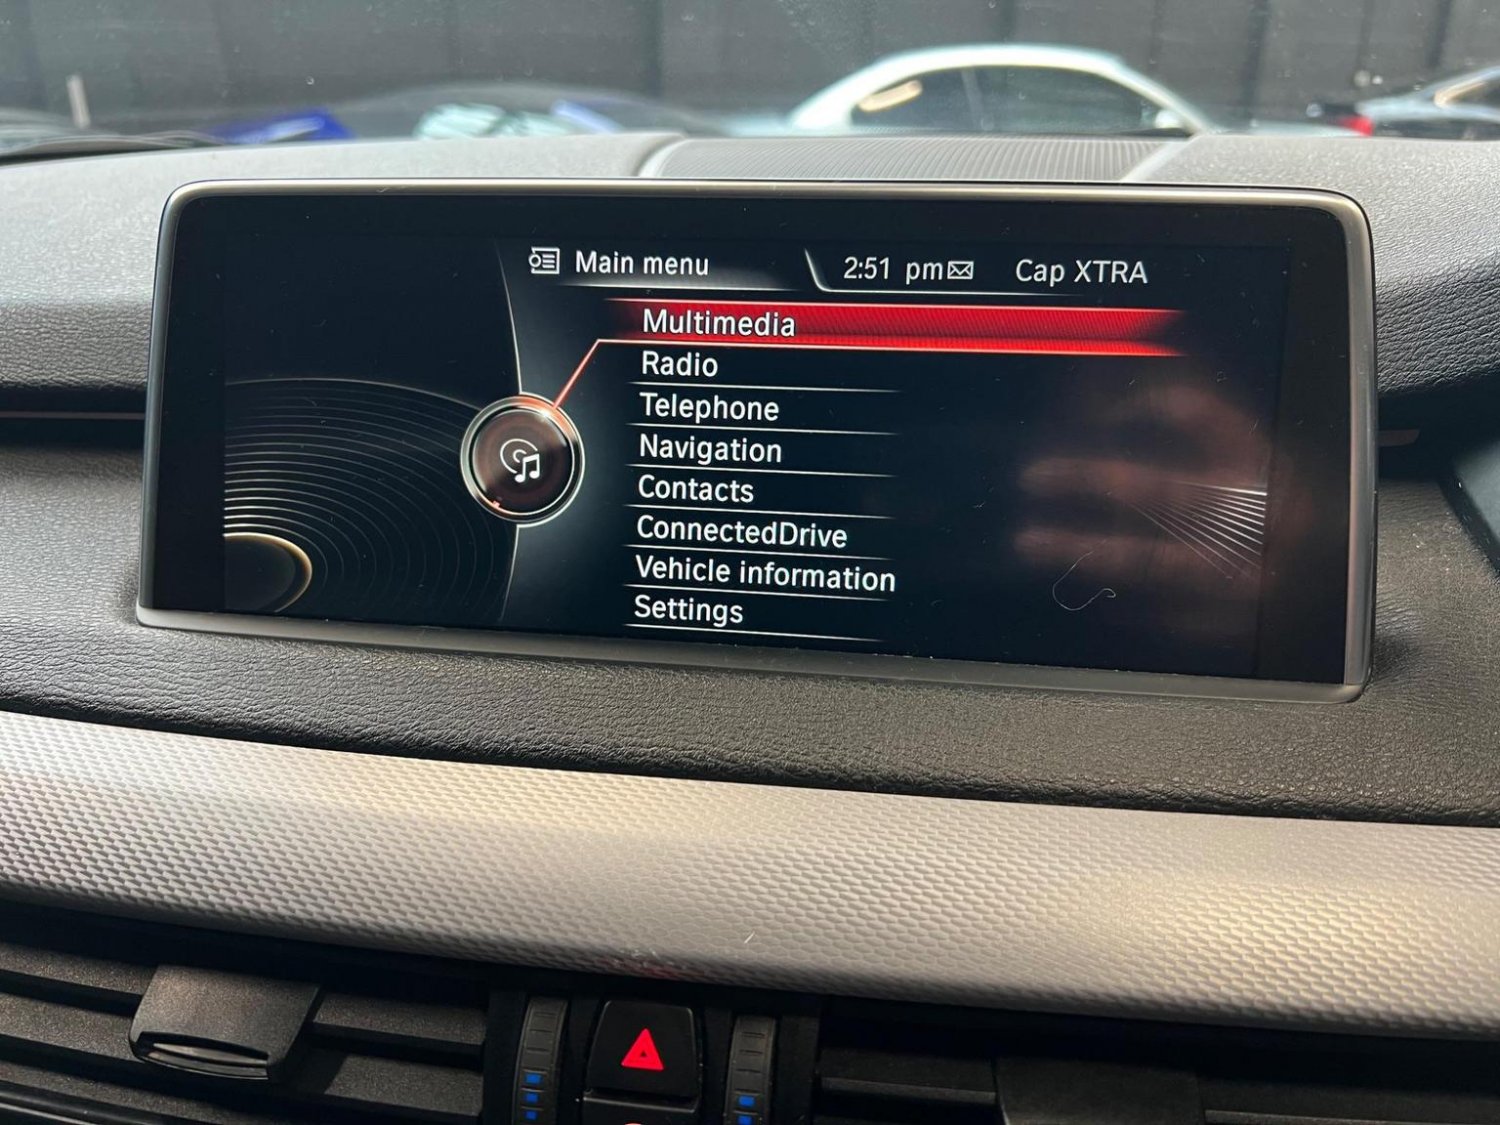 Main menu
2:51 pm
Cap XTRA
Multimedia
Radio
Telephone
Navigation
Contacts
ConnectedDrive
Vehicle information
Settings